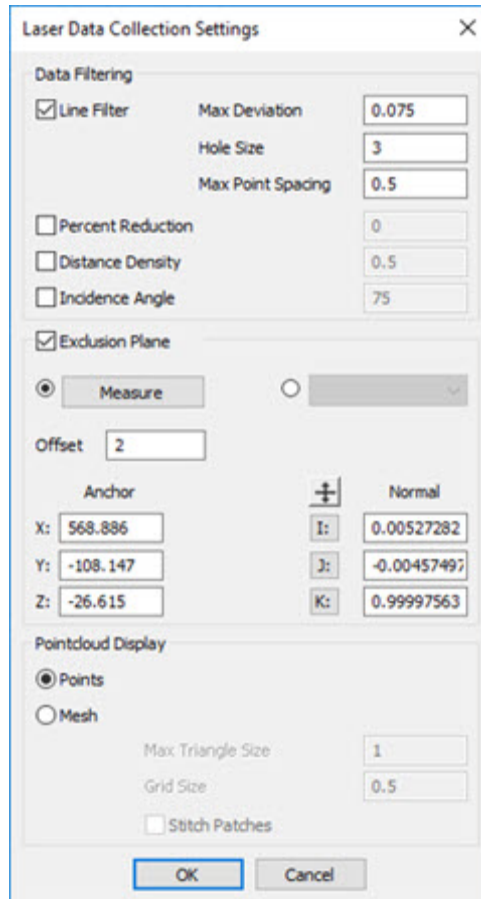 Laser Data Collection Settings
Data Filtering
Line Filter Max Deviation 0.075
Hole Size 3
Max Point Spacing 0.5
Percent Reduction 0
Distance Density 0.5
Incidence Angle 75
Exclusion Plane
Measure
Offset 2
Anchor Normal
X: 568.886 I: 0.00527282
Y: -108.147 J: -0.00457497
Z: -26.615 K: 0.99997563
Pointcloud Display
Points
Mesh
Max Triangle Size 1
Grid Size 0.5
Stitch Patches
OK Cancel